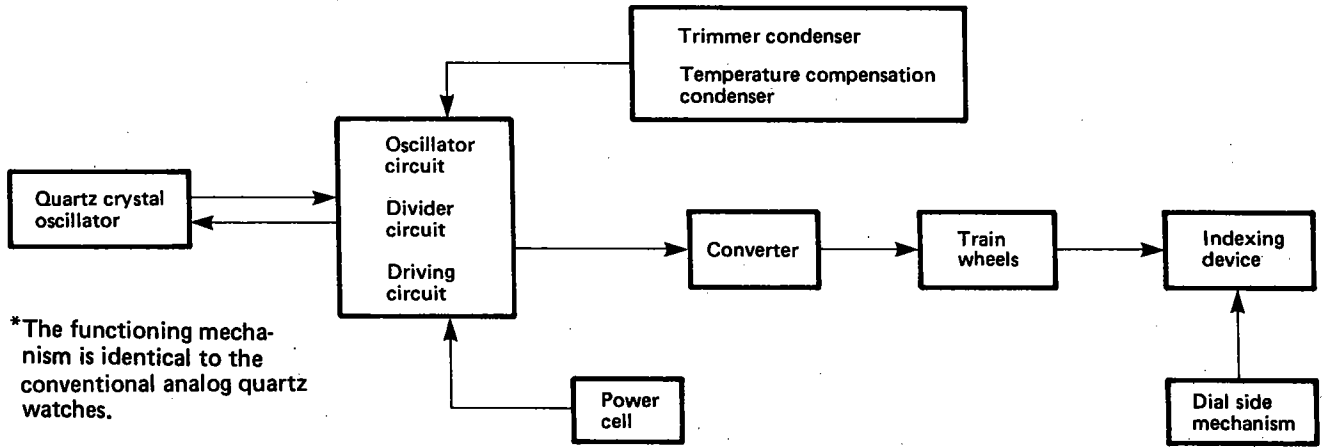 Trimmer condenser
Temperature compensation
condenser
Oscillator
circuit
Divider
circuit
Driving
circuit
Quartz crystal
oscillator
Converter
Train
wheels
Indexing
device
*The functioning mecha-
nism is identical to the
conventional analog quartz
watches.
Power
cell
Dial side
mechanism